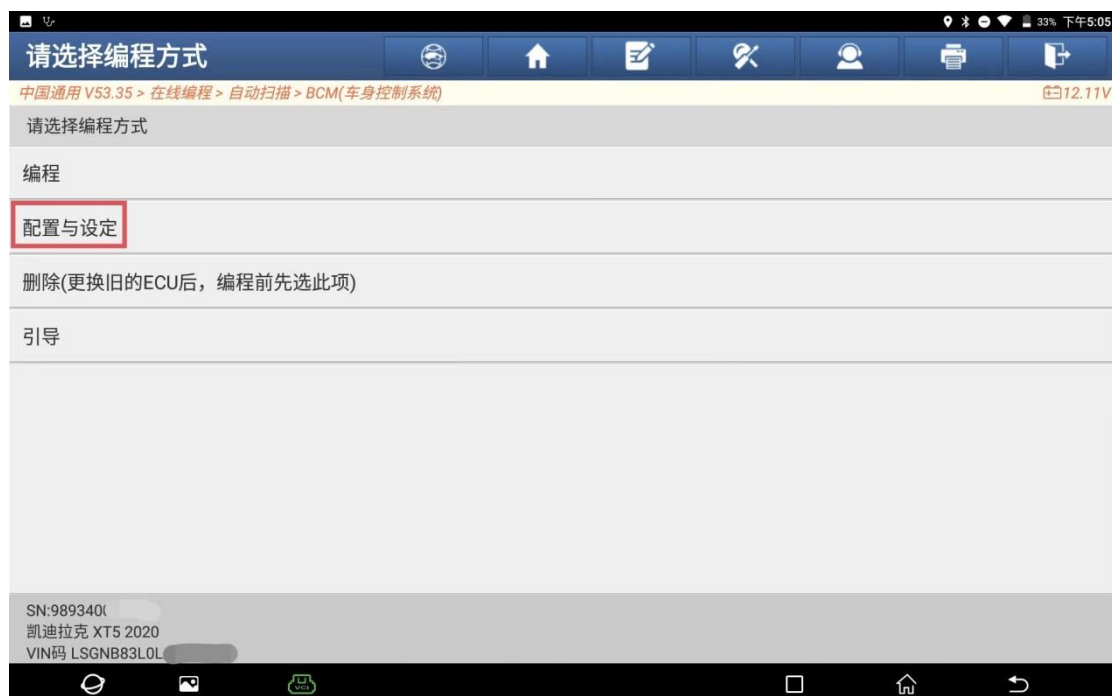 33% 下午5:05
请选择编程方式
中国通用 V53.35 > 在线编程 > 自动扫描 > BCM(车身控制系统)
12.11V
请选择编程方式
编程
配置与设定
删除(更换旧的ECU后，编程前先选此项)
引导
SN:989340(
凯迪拉克 XT5 2020
VIN码 LSGNB83L0L
VCI